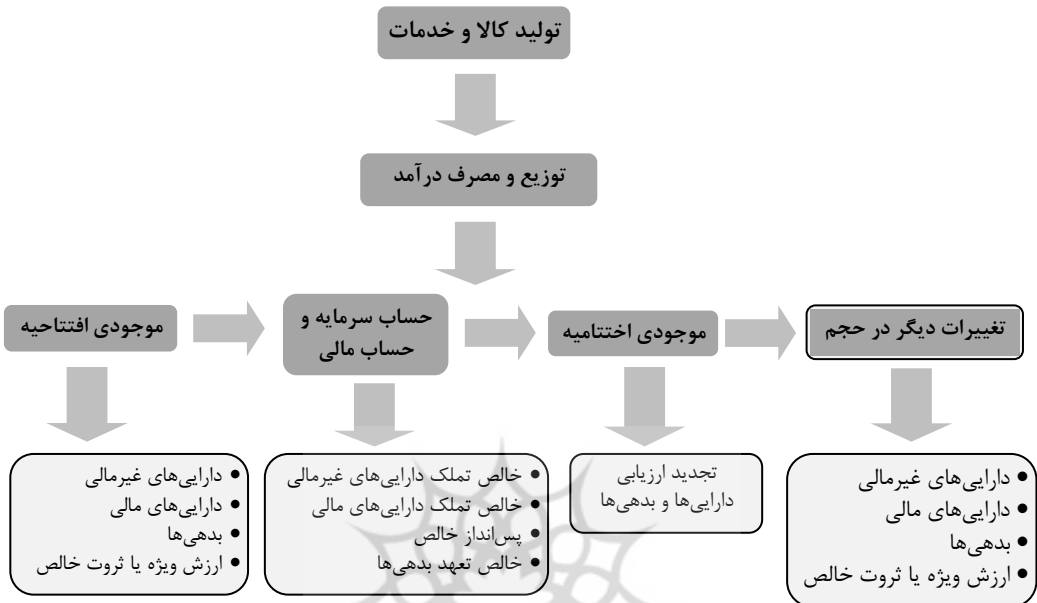 تولید کالا و خدمات
توزیع و مصرف درآمد
موجودی افتتاحیه
حساب سرمایه و
حساب مالی
موجودی اختتامیه
تغییرات دیگر در حجم
• دارایی‌های غیرمالی
• دارایی‌های مالی
• بدهی‌ها
• ارزش ویژه یا ثروت خالص
• خالص تملک دارایی‌های غیرمالی
• خالص تملک دارایی‌های مالی
• پس‌انداز خالص
• خالص تعهد بدهی‌ها
تجدید ارزیابی
دارایی‌ها و بدهی‌ها
• دارایی‌های غیرمالی
• دارایی‌های مالی
• بدهی‌ها
• ارزش ویژه یا ثروت خالص